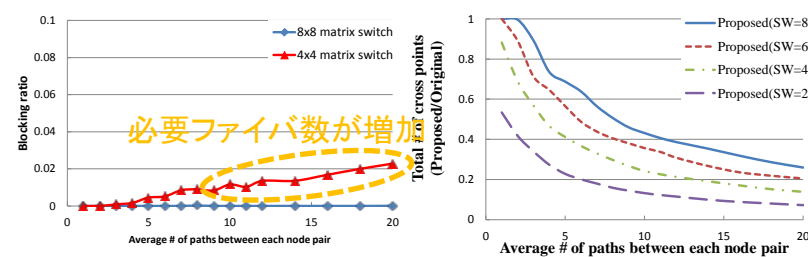 0.1
0.08
0.06
0.04
0.02
0
0
5
10
15
20
Blocking ratio
Average # of paths between each node pair
8x8 matrix switch
4x4 matrix switch
必要ファイバ数が増加
Total # of cross points
(Proposed/Original)
1
0.8
0.6
0.4
0.2
0
0
5
10
15
20
Average # of paths between each node pair
Proposed(SW=8
Proposed(SW=6
Proposed(SW=4
Proposed(SW=2